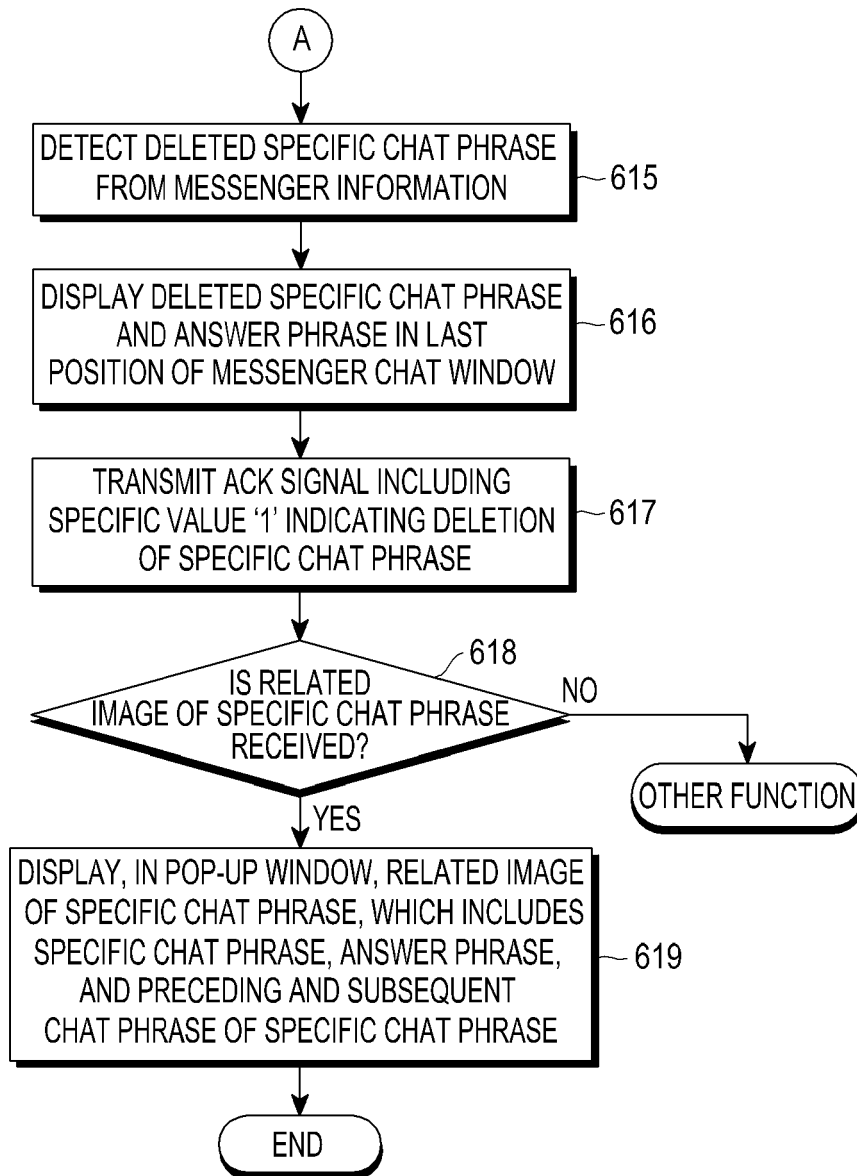 A
DETECT DELETED SPECIFIC CHAT PHRASE
FROM MESSENGER INFORMATION
615
DISPLAY DELETED SPECIFIC CHAT PHRASE
AND ANSWER PHRASE IN LAST
POSITION OF MESSENGER CHAT WINDOW
616
TRANSMIT ACK SIGNAL INCLUDING
SPECIFIC VALUE ‘1’ INDICATING DELETION
OF SPECIFIC CHAT PHRASE
617
618
IS RELATED
IMAGE OF SPECIFIC CHAT PHRASE
RECEIVED?
NO
OTHER FUNCTION
YES
DISPLAY, IN POP-UP WINDOW, RELATED IMAGE
OF SPECIFIC CHAT PHRASE, WHICH INCLUDES
SPECIFIC CHAT PHRASE, ANSWER PHRASE,
AND PRECEDING AND SUBSEQUENT
CHAT PHRASE OF SPECIFIC CHAT PHRASE
619
END